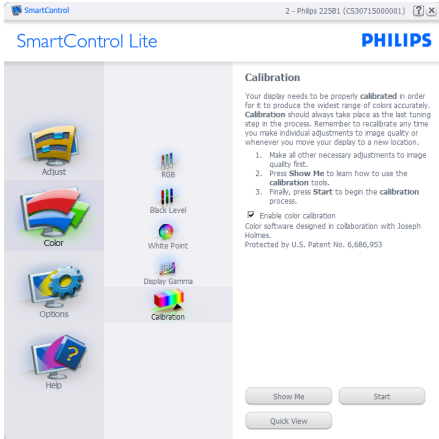 SmartControl
2 - Philips 225B1 (CS30715000001)
SmartControl Lite
PHILIPS
Adjust
Color
Options
Help
RGB
Black Level
White Point
Display Gamma
Calibration
Calibration
Your display needs to be properly calibrated in order
for it to produce the widest range of colors accurately.
Calibration should always take place as the last tuning
step in the process. Remember to recalibrate any time
you make individual adjustments to image quality or
whenever you move your display to a new location.
1. Make all other necessary adjustments to image
quality first.
2. Press Show Me to learn how to use the
calibration tools.
3. Finally, press Start to begin the calibration
process.
Enable color calibration
Color software designed in collaboration with Joseph
Holmes.
Protected by U.S. Patent No. 6,686,953
Show Me
Start
Quick View